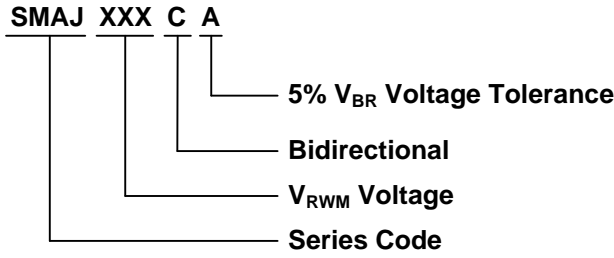 SMAJ XXX C A
5% VBR Voltage Tolerance
Bidirectional
VRWM Voltage
Series Code